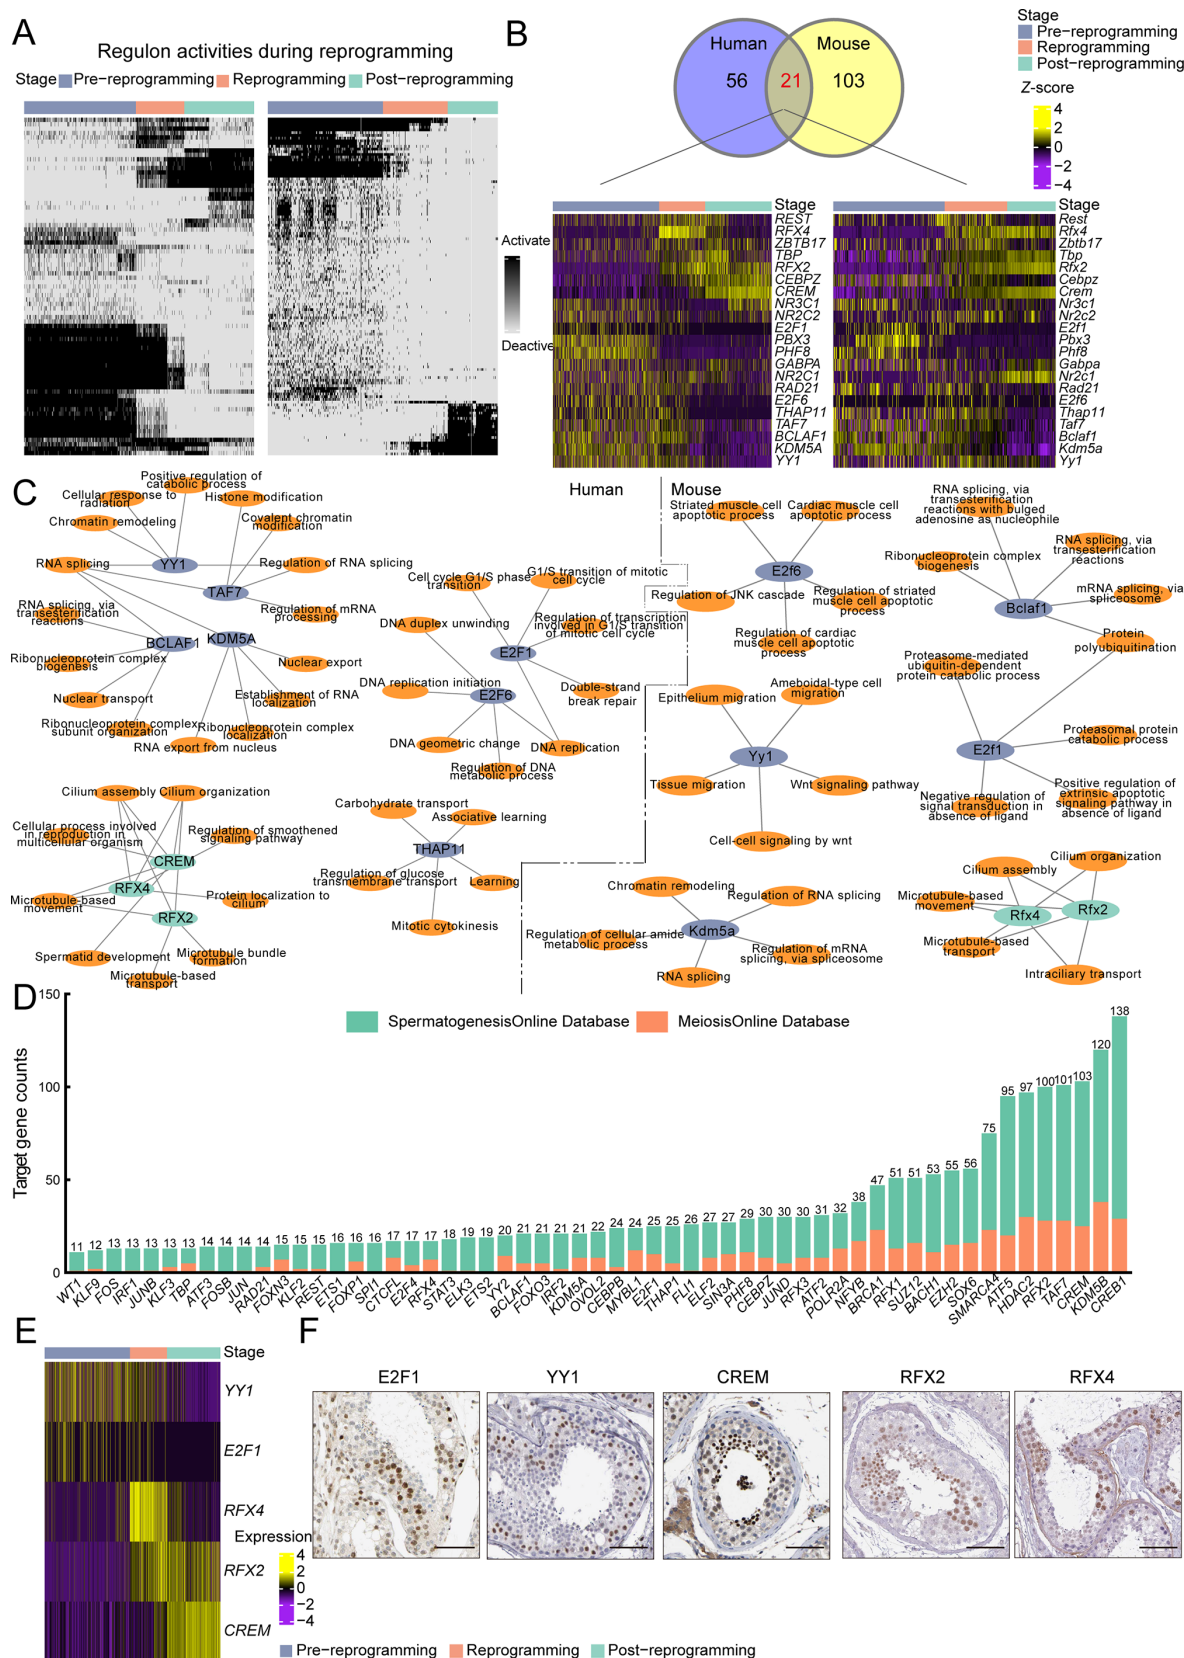 A
Regulon activities during reprogramming
Stage Pre-reprogramming Reprogramming Post-reprogramming
Activate
Deactive
B
Human
Mouse
56
21
103
Stage
Pre-reprogramming
Reprogramming
Post-reprogramming
Z-score
4
2
0
-2
-4
Stage
REST
RFX4
ZBTB17
TBP
RFX2
CEBPZ
CREM
NR3C1
NR2C2
E2F1
PBX3
PHF8
GABPA
NR2C1
RAD21
E2F6
THAP11
TAF7
BCLAF1
KDM5A
YY1
Stage
Rest
Rfx4
Zbtb17
Tbp
Rfx2
Cebpz
Crem
Nr3c1
Nr2c2
E2f1
Pbx3
Phf8
Gabpa
Nr2c1
Rad21
E2f6
Thap11
Taf7
Bclaf1
Kdm5a
Yy1
C
Human
Mouse
Positive regulation of
catabolic process
Cellular response to
radiation
Histone modification
Chromatin remodeling
Covalent chromatin
modification
RNA splicing
YY1
Regulation of RNA splicing
TAF7
RNA splicing, via
transesterification
reactions
Regulation of mRNA
processing
BCLAF1
KDM5A
Ribonucleoprotein complex
biogenesis
Nuclear export
Nuclear transport
Establishment of RNA
localization
Ribonucleoprotein complex
subunit organization
Ribonucleoprotein complex
localization
RNA export from nucleus
Cell cycle G1/S phase
transition
G1/S transition of mitotic
cell cycle
DNA duplex unwinding
Regulation of transcription
involved in G1/S transition
of mitotic cell cycle
E2F1
DNA replication initiation
E2F6
Double-strand
break repair
DNA geometric change
DNA replication
Regulation of DNA
metabolic process
Cilium assembly
Cilium organization
Cellular process involved
in reproduction in
multicellular organism
Regulation of smoothened
signaling pathway
CREM
RFX4
Microtubule-based
movement
Protein localization to
cilium
RFX2
Spermatid development
Microtubule bundle
formation
Microtubule-based
transport
Carbohydrate transport
Associative learning
THAP11
Regulation of glucose
transmembrane transport
Learning
Mitotic cytokinesis
Striated muscle cell
apoptotic process
Cardiac muscle cell
apoptotic process
E2f6
Regulation of JNK cascade
Regulation of striated
muscle cell apoptotic
process
Regulation of cardiac
muscle cell apoptotic
process
RNA splicing, via
transesterification
reactions with bulged
adenosine as nucleophile
RNA splicing, via
transesterification
reactions
Ribonucleoprotein complex
biogenesis
mRNA splicing, via
spliceosome
Bclaf1
Protein
polyubiquitination
Proteasome-mediated
ubiquitin-dependent
protein catabolic process
E2f1
Proteasomal protein
catabolic process
Negative regulation of
signal transduction in
absence of ligand
Positive regulation of
extrinsic apoptotic
signaling pathway in
absence of ligand
Epithelium migration
Ameboidal-type cell
migration
Yy1
Tissue migration
Wnt signaling pathway
Cell-cell signaling by wnt
Chromatin remodeling
Regulation of RNA splicing
Kdm5a
Regulation of cellular amide
metabolic process
Regulation of mRNA
splicing, via spliceosome
RNA splicing
Cilium assembly
Cilium organization
Microtubule-based
movement
Rfx4
Rfx2
Microtubule-based
transport
Intraciliary transport
D
Target gene counts
150
100
50
0
SpermatogenesisOnline Database MeiosisOnline Database
11 12 13 13 13 13 13 14 14 14 14 15 15 15 16 16 16 17 17 17 18 19 19 20 21 21 21 21 22 24 24 25 25 26 27 27 29 30 30 30 31 32 38 47 51 51 53 55 56 75 95 97 100 101 103 120 138
WT1 KLF9 FOS IRF1 JUNB KLF3 TBP ATF3 FOSB JUN RAD21 FOXN3 KLF2 REST ETS1 FOXP1 SPI1 CTCFL E2F4 RFX4 STAT3 ELK3 ETS2 YY2 BCLAF1 FOXO3 IRF2 KDM5A OVOL2 CEBPB MYBL1 E2F1 THAP1 FLI1 ELF2 SIN3A PHF8 CEBPZ JUND RFX3 ATF2 POLR2A NFYB BRCA1 RFX1 SUZ12 BACH1 EZH2 SOX6 SMARCA4 ATF5 HDAC2 RFX2 TAF7 CREM KDM5B CREB1
E
Stage
YY1
E2F1
RFX4
RFX2
CREM
Expression
4
2
0
-2
-4
Pre-reprogramming Reprogramming Post-reprogramming
F
E2F1
YY1
CREM
RFX2
RFX4